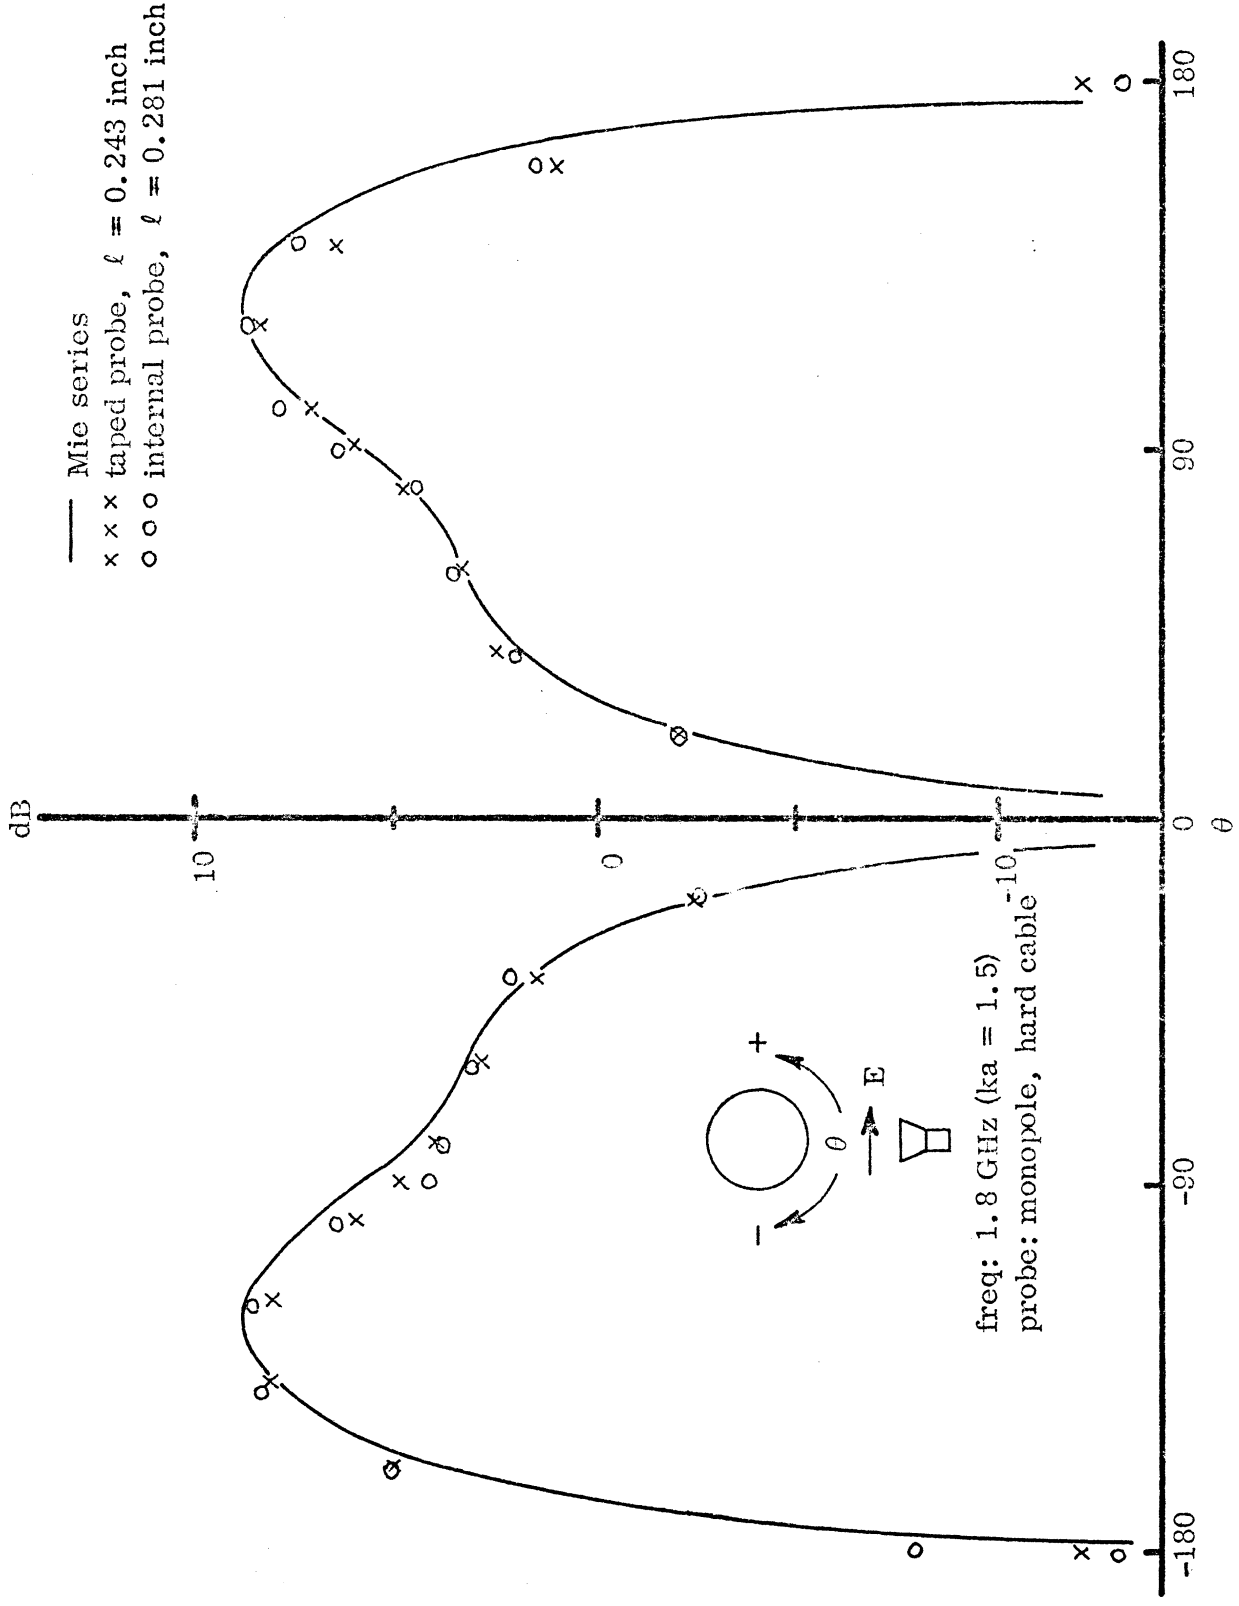 — Mie series
x x x taped probe, ℓ = 0.243 inch
o o o internal probe, ℓ = 0.281 inch
dB
10
0
-10
-180
-90
0
90
180
θ
− +
θ
E
freq: 1.8 GHz (ka = 1.5)
probe: monopole, hard cable